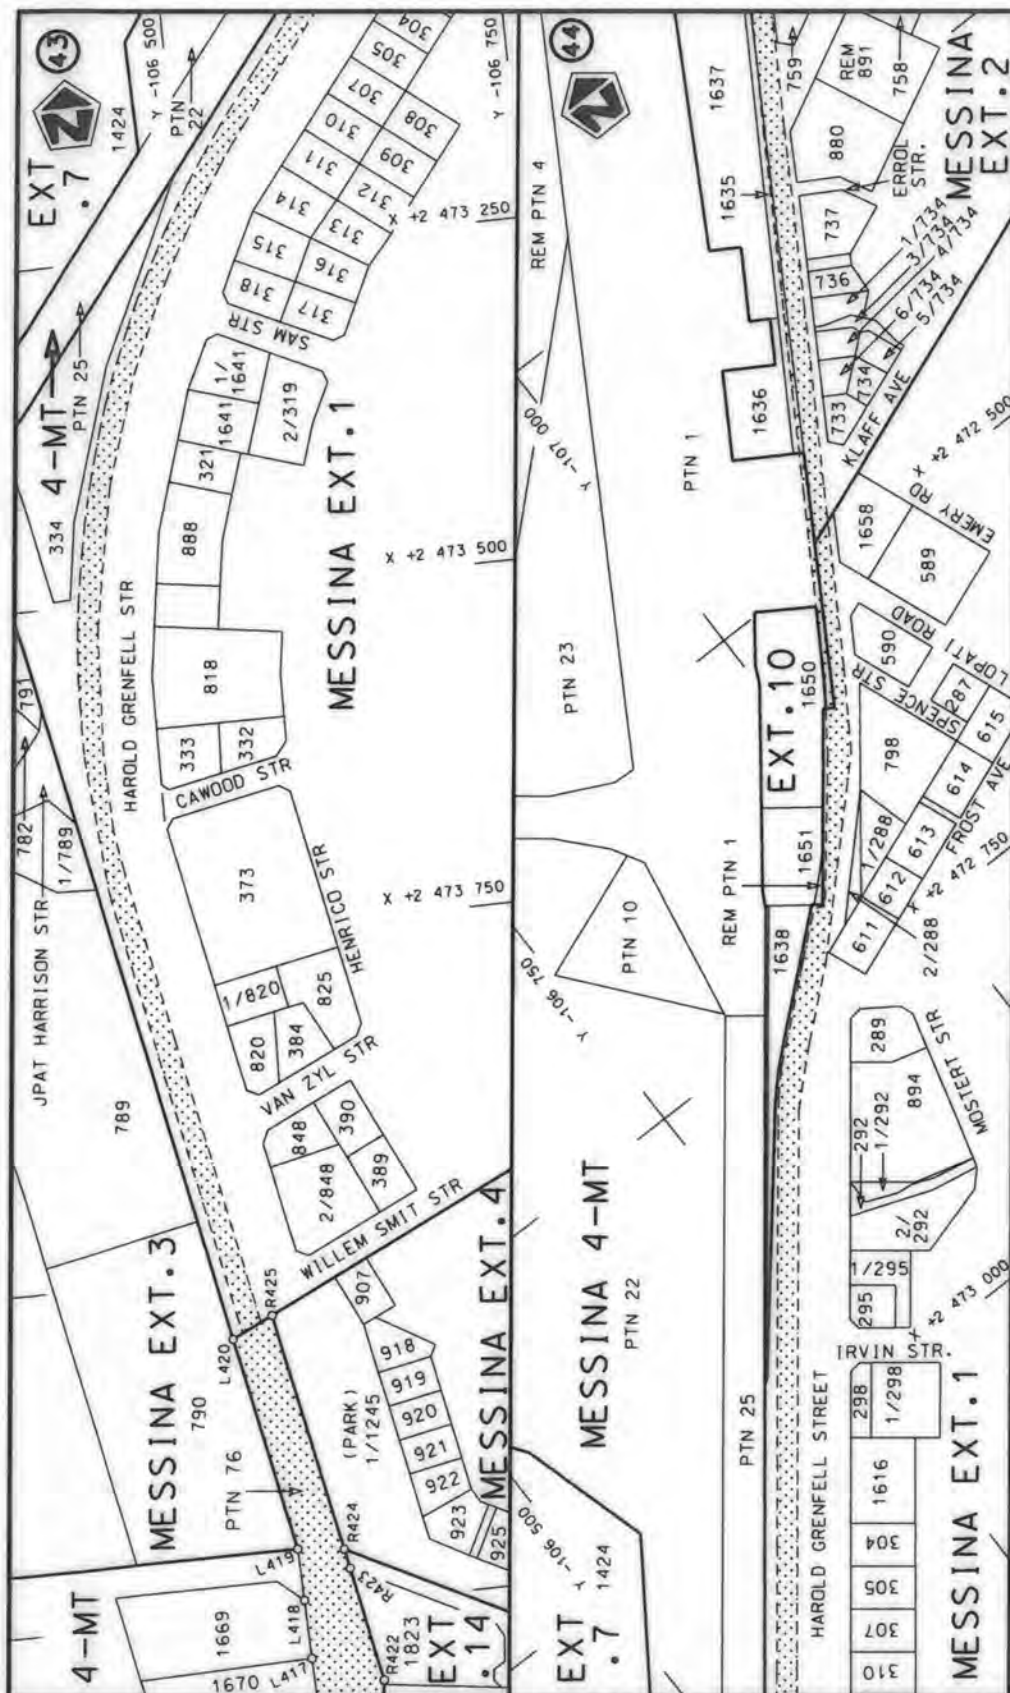 EXT
.7
43
1424
Y -106 500
PTN
22
4-MT
PTN 25
334
304
305
307
308
310
309
311
312
314
313
315
316
318
317
Y -106 750
X +2 473 250
SAM STR
1/
1641
1641
2/319
321
888
HAROLD GRENFELL STR
MESSINA EXT.1
X +2 473 500
818
333
332
CAWOOD STR
791
782
1/789
JPAT HARRISON STR
373
HENRICO STR
X +2 473 750
1/820
825
820
384
VAN ZYL STR
789
848
390
2/848
389
WILLEM SMIT STR
MESSINA EXT.3
790
PTN 76
L420
R425
907
(PARK)
1/1245
918
919
920
921
922
923
925
MESSINA EXT.4
L419
R424
R423
L418
L417
R422
4-MT
1669
1670
1823
EXT
.14
44
REM PTN 4
1637
1635
759
REM
891
758
880
MESSINA
EXT.2
ERROL
STR.
737
736
1/734
3/734
4/734
6/734
5/734
734
733
KLAFF AVE
1636
PTN 1
Y -107 000
X +2 472 500
EMERY RD
1658
589
590
LOPATI
ROAD
SPENCE STR
287
615
798
614
FROST AVE
613
1/288
612
611
2/288
X +2 472 750
PTN 23
EXT.10
1650
1651
REM PTN 1
1638
PTN 10
Y -106 750
289
894
MOSTERT STR
292
1/292
2/
292
1/295
295
X +2 473 000
IRVIN STR.
298
1/298
MESSINA 4-MT
PTN 22
PTN 25
HAROLD GRENFELL STREET
1616
304
305
307
310
MESSINA EXT.1
Y -106 500
1424
EXT
.7